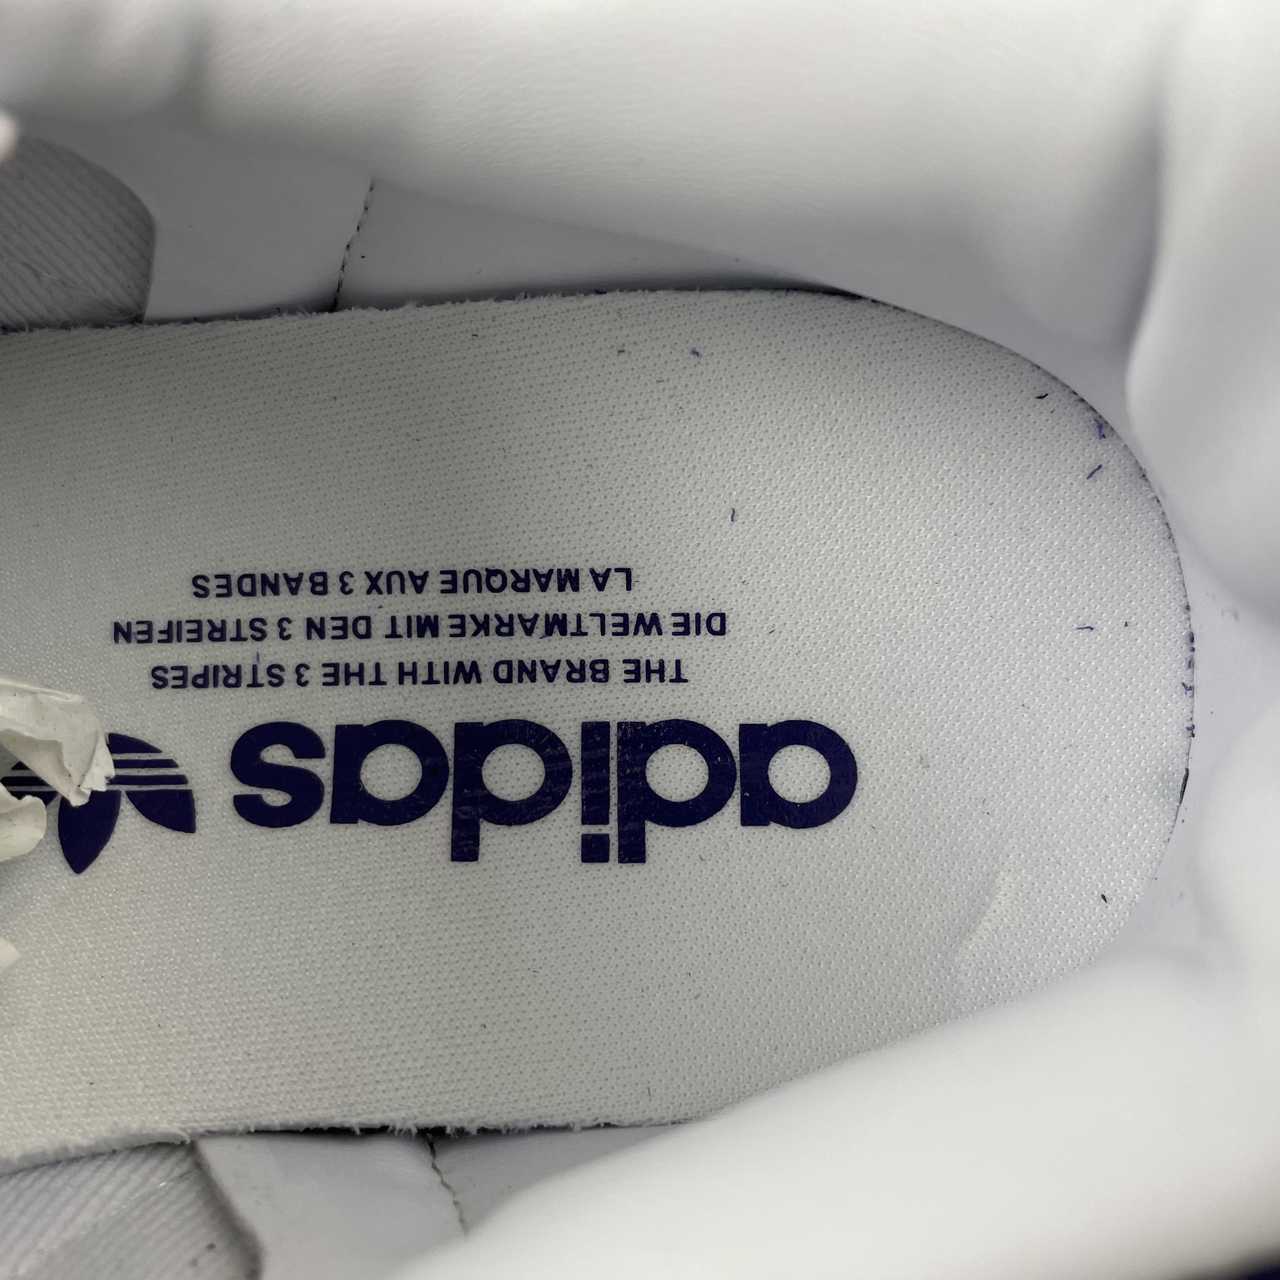 adidas
THE BRAND WITH THE 3 STRIPES
DIE WELTMARKE MIT DEN 3 STREIFEN
LA MARQUE AUX 3 BANDES